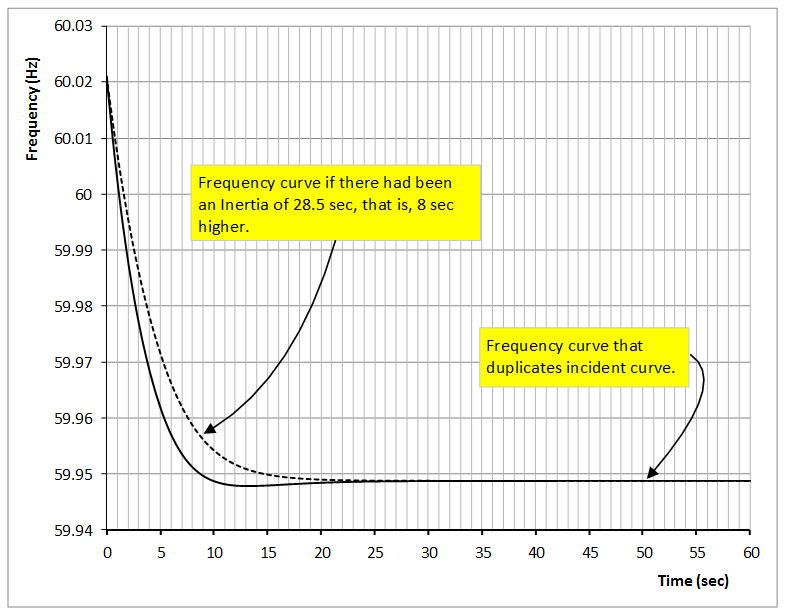 60.03
60.02
60.01
60
59.99
59.98
59.97
59.96
59.95
59.94
Frequency (Hz)
Frequency curve if there had been
an Inertia of 28.5 sec, that is, 8 sec
higher.
Frequency curve that
duplicates incident curve.
0 5 10 15 20 25 30 35 40 45 50 55 60
Time (sec)